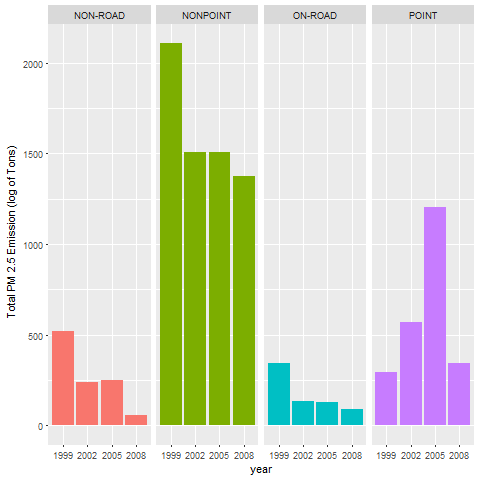 NON-ROAD NONPOINT ON-ROAD POINT
Total PM 2.5 Emission (log of Tons)
2000
1500
1000
500
0
1999 2002 2005 2008 1999 2002 2005 2008 1999 2002 2005 2008 1999 2002 2005 2008
year